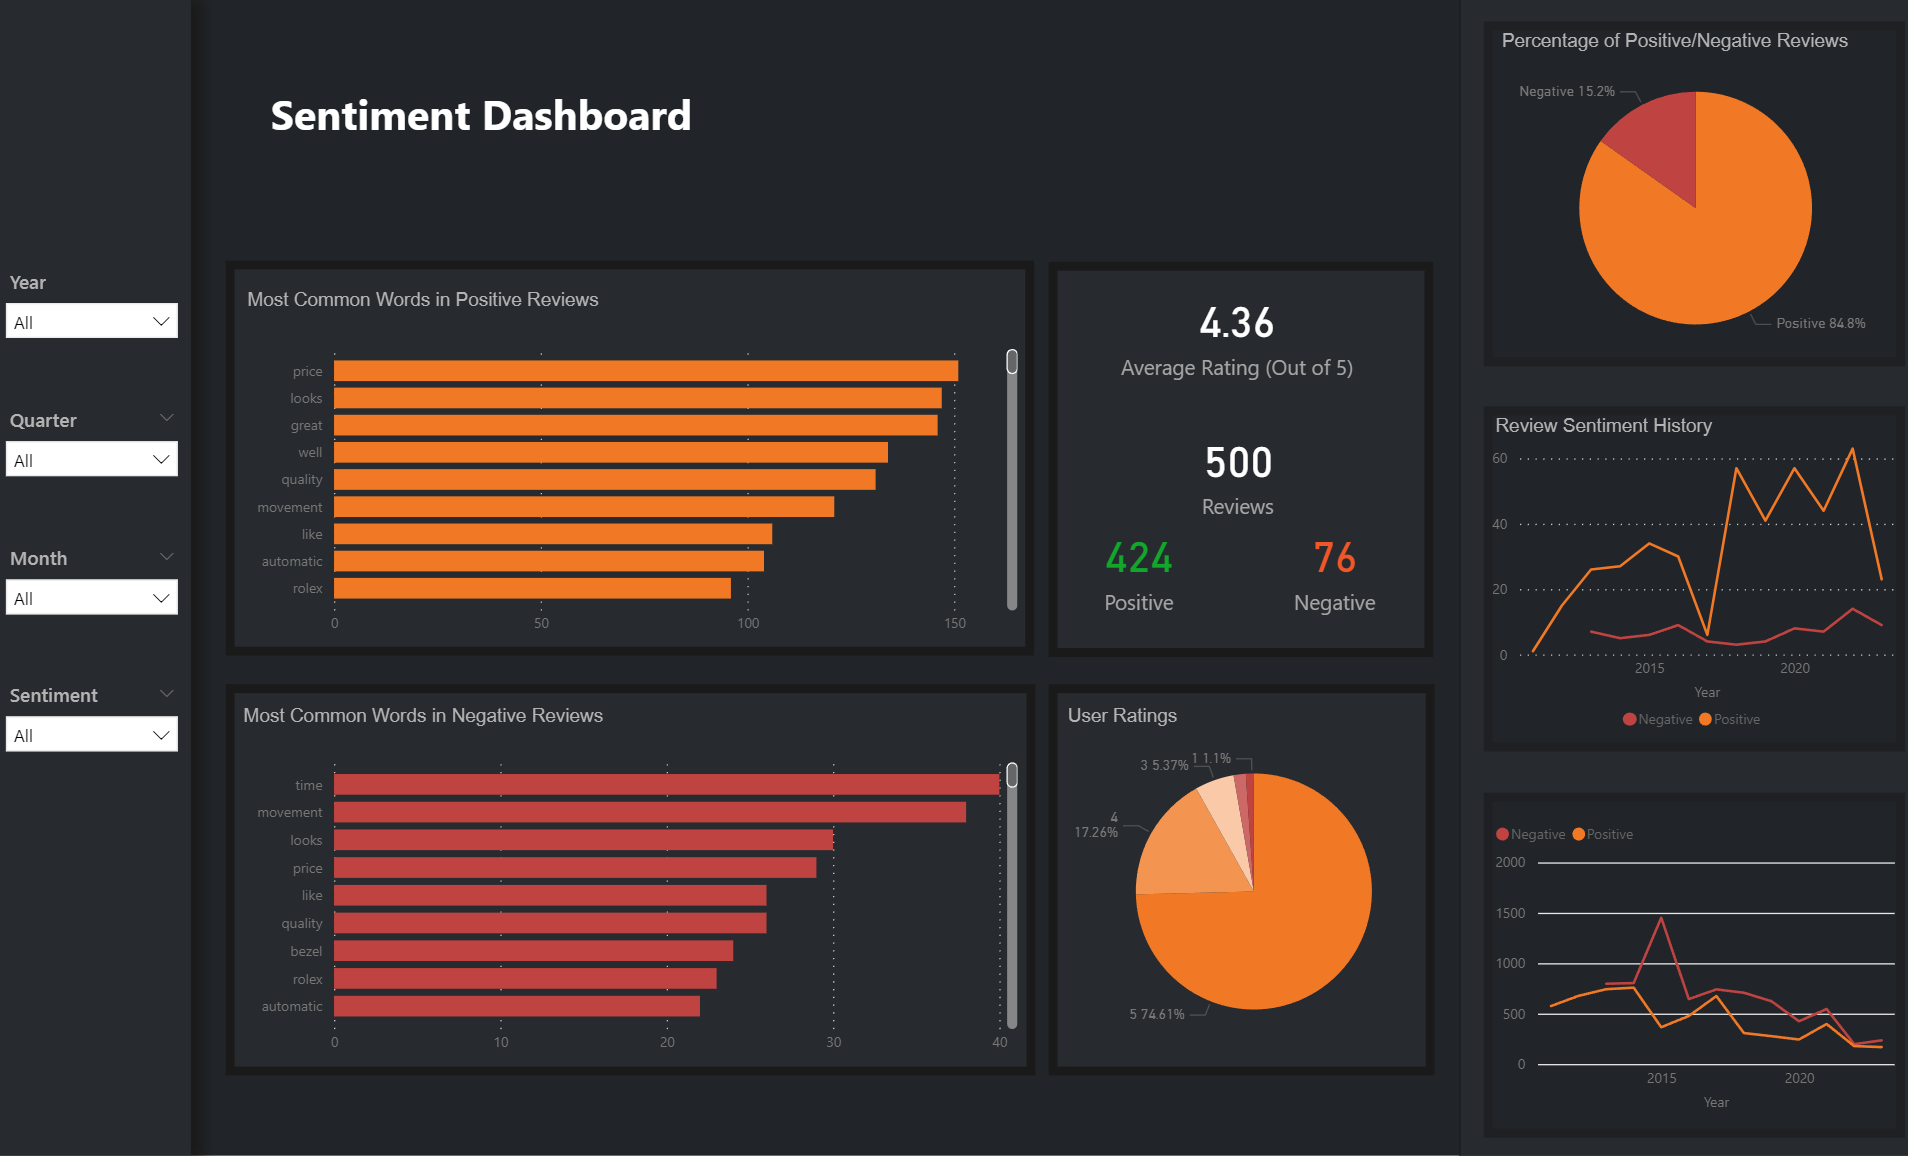 Sentiment Dashboard
Year
All
Quarter
All
Month
All
Sentiment
All
Most Common Words in Positive Reviews
price
looks
great
well
quality
movement
like
automatic
rolex
0 50 100 150
4.36
Average Rating (Out of 5)
500
Reviews
424
Positive
76
Negative
Most Common Words in Negative Reviews
time
movement
looks
price
like
quality
bezel
rolex
automatic
0 10 20 30 40
User Ratings
1 1.1%
3 5.37%
4
17.26%
5 74.61%
Percentage of Positive/Negative Reviews
Negative 15.2%
Positive 84.8%
Review Sentiment History
60
40
20
0
2015 2020
Year
Negative Positive
Negative Positive
2000
1500
1000
500
0
2015 2020
Year